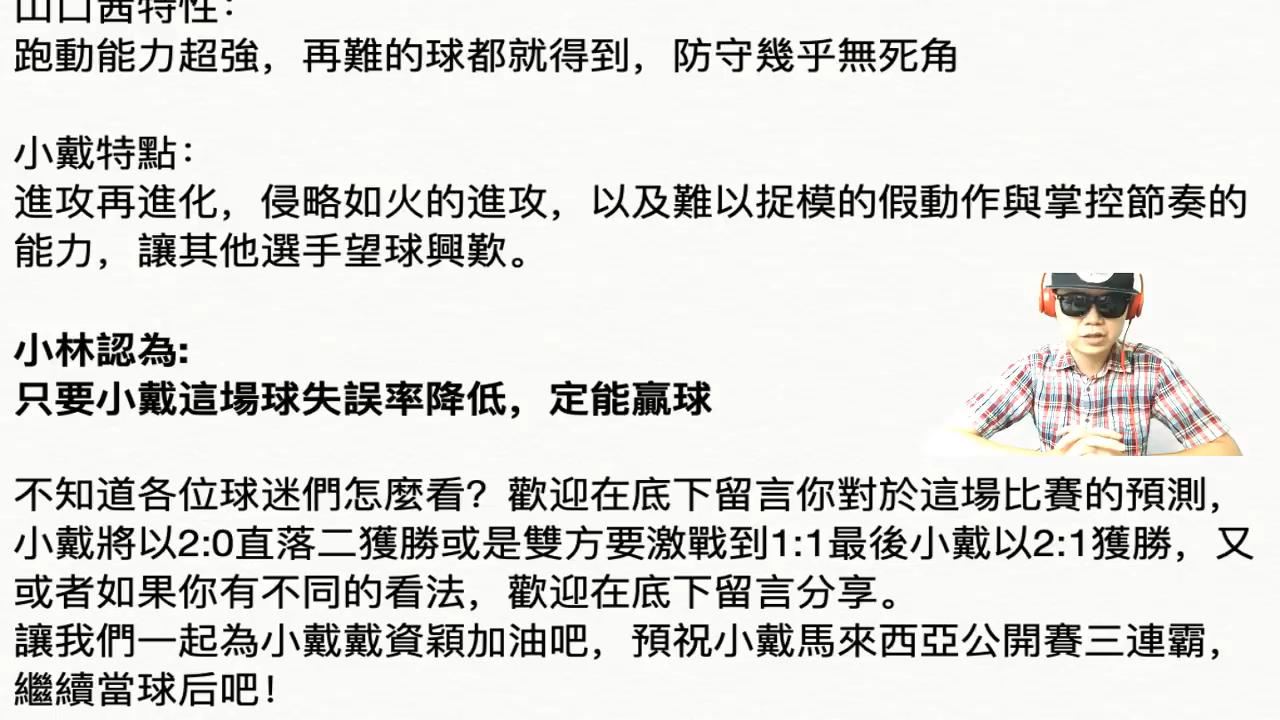 山口茜特性：
跑動能力超強，再難的球都就得到，防守幾乎無死角
小戴特點：
進攻再進化，侵略如火的進攻，以及難以捉模的假動作與掌控節奏的
能力，讓其他選手望球興歎。
小林認為:
只要小戴這場球失誤率降低，定能贏球
不知道各位球迷們怎麼看？歡迎在底下留言你對於這場比賽的預測，
小戴將以2:0直落二獲勝或是雙方要激戰到1:1最後小戴以2:1獲勝，又
或者如果你有不同的看法，歡迎在底下留言分享。
讓我們一起為小戴戴資穎加油吧，預祝小戴馬來西亞公開賽三連霸，
繼續當球后吧！